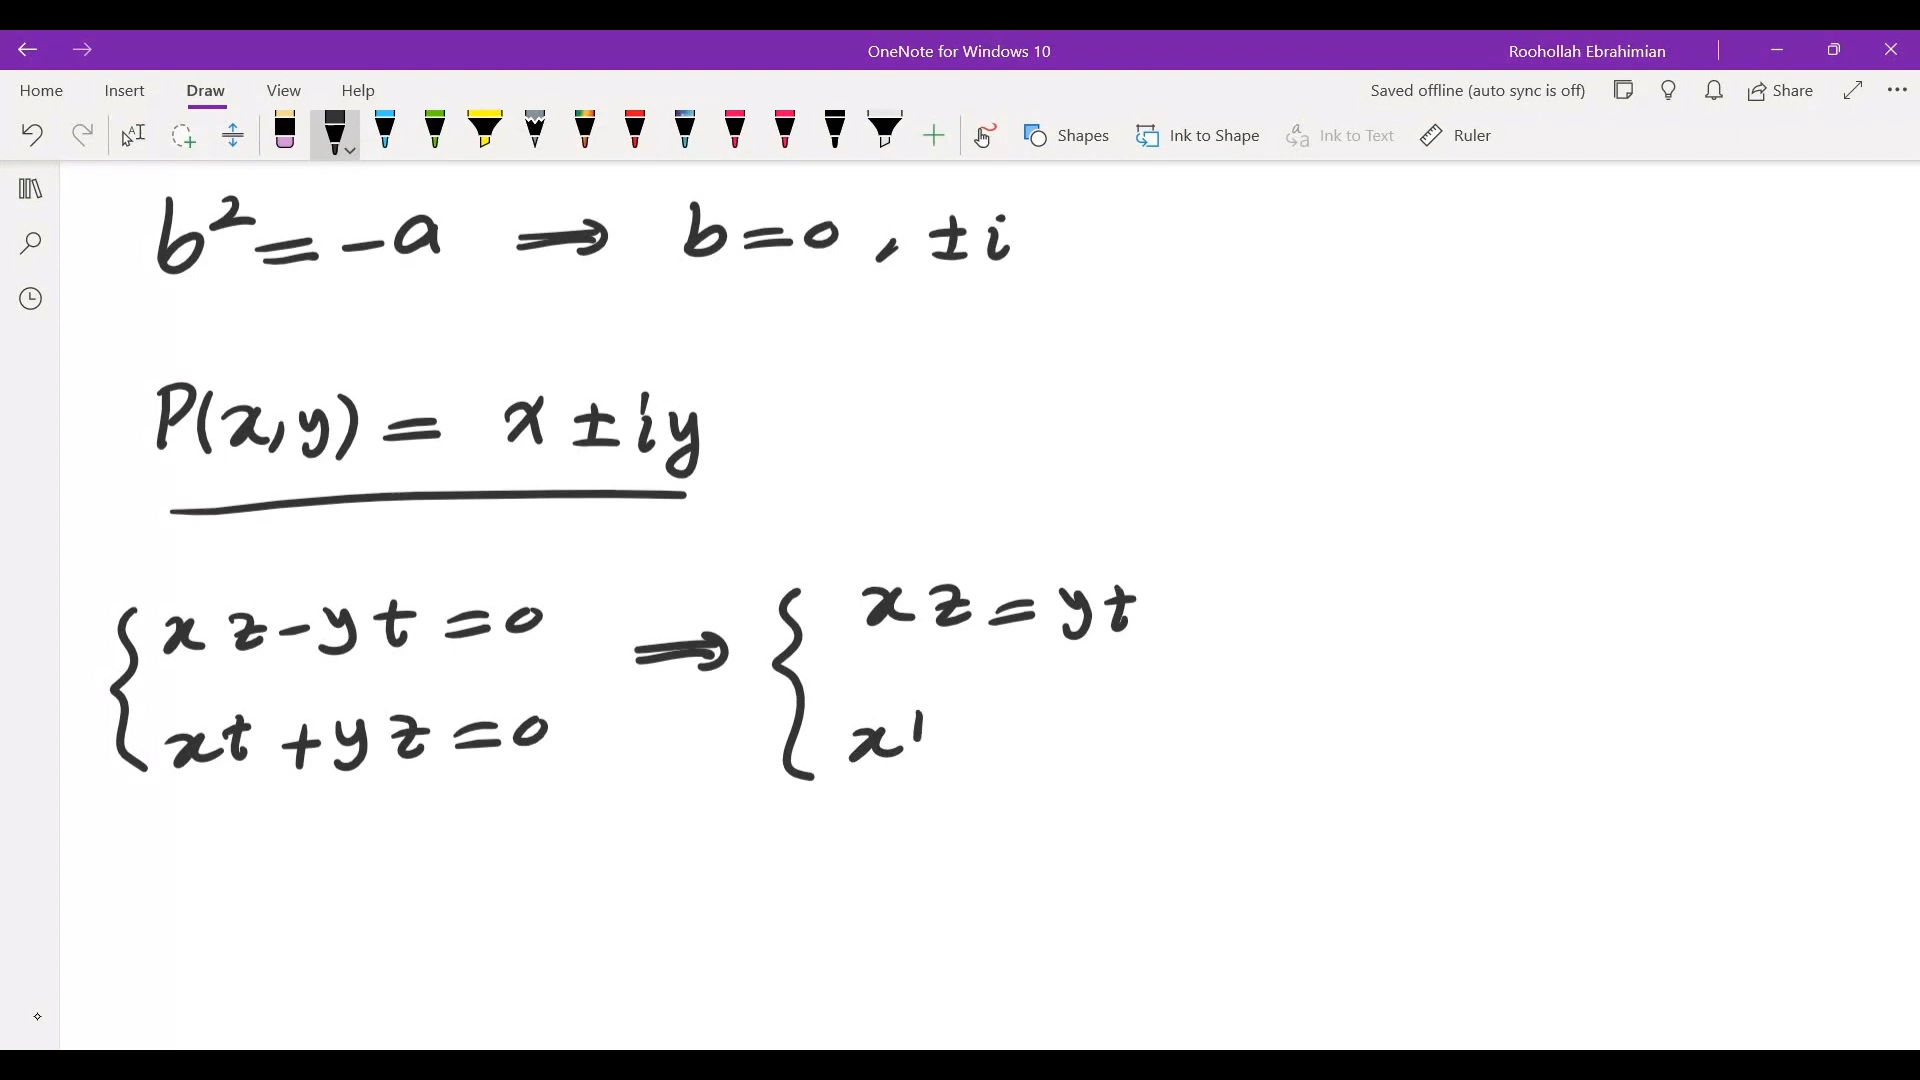 OneNote for Windows 10
Roohollah Ebrahimian
Home Insert Draw View Help
Saved offline (auto sync is off) Share
Shapes Ink to Shape Ink to Text Ruler
b² = -a ⟹ b = 0 , ± i
P(x,y) = x ± iy
{ xz - yt = 0 ⟹ { xz = yt
xt + yz = 0 x